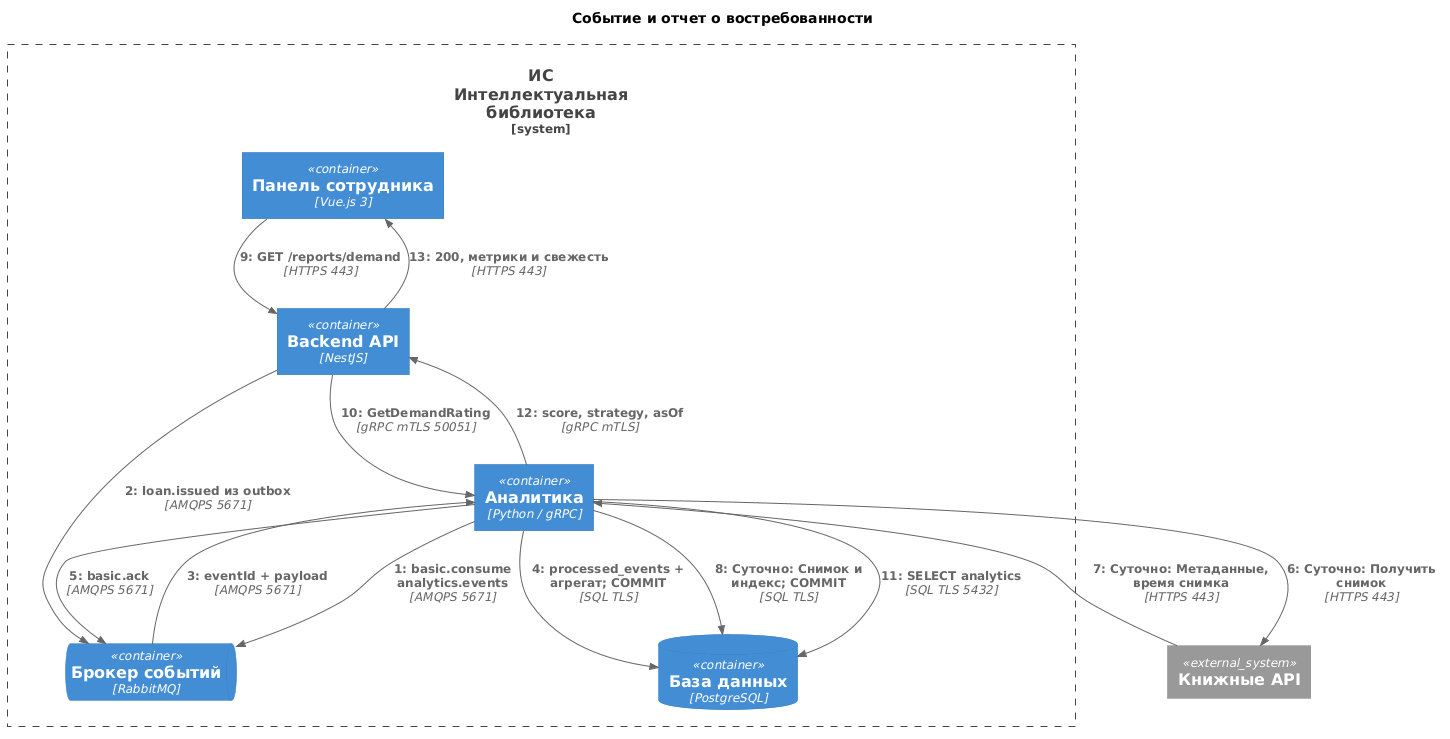 Событие и отчет о востребованности
ИС
Интеллектуальная
библиотека
[system]
«container»
Панель сотрудника
[Vue.js 3]
9: GET /reports/demand
[HTTPS 443]
13: 200, метрики и свежесть
[HTTPS 443]
«container»
Backend API
[NestJS]
10: GetDemandRating
[gRPC mTLS 50051]
12: score, strategy, asOf
[gRPC mTLS]
2: loan.issued из outbox
[AMQPS 5671]
«container»
Аналитика
[Python / gRPC]
5: basic.ack
[AMQPS 5671]
3: eventId + payload
[AMQPS 5671]
1: basic.consume
analytics.events
[AMQPS 5671]
4: processed_events +
агрегат; COMMIT
[SQL TLS]
8: Суточно: Снимок и
индекс; COMMIT
[SQL TLS]
11: SELECT analytics
[SQL TLS 5432]
7: Суточно: Метаданные,
время снимка
[HTTPS 443]
6: Суточно: Получить
снимок
[HTTPS 443]
«container»
Брокер событий
[RabbitMQ]
«container»
База данных
[PostgreSQL]
«external_system»
Книжные API